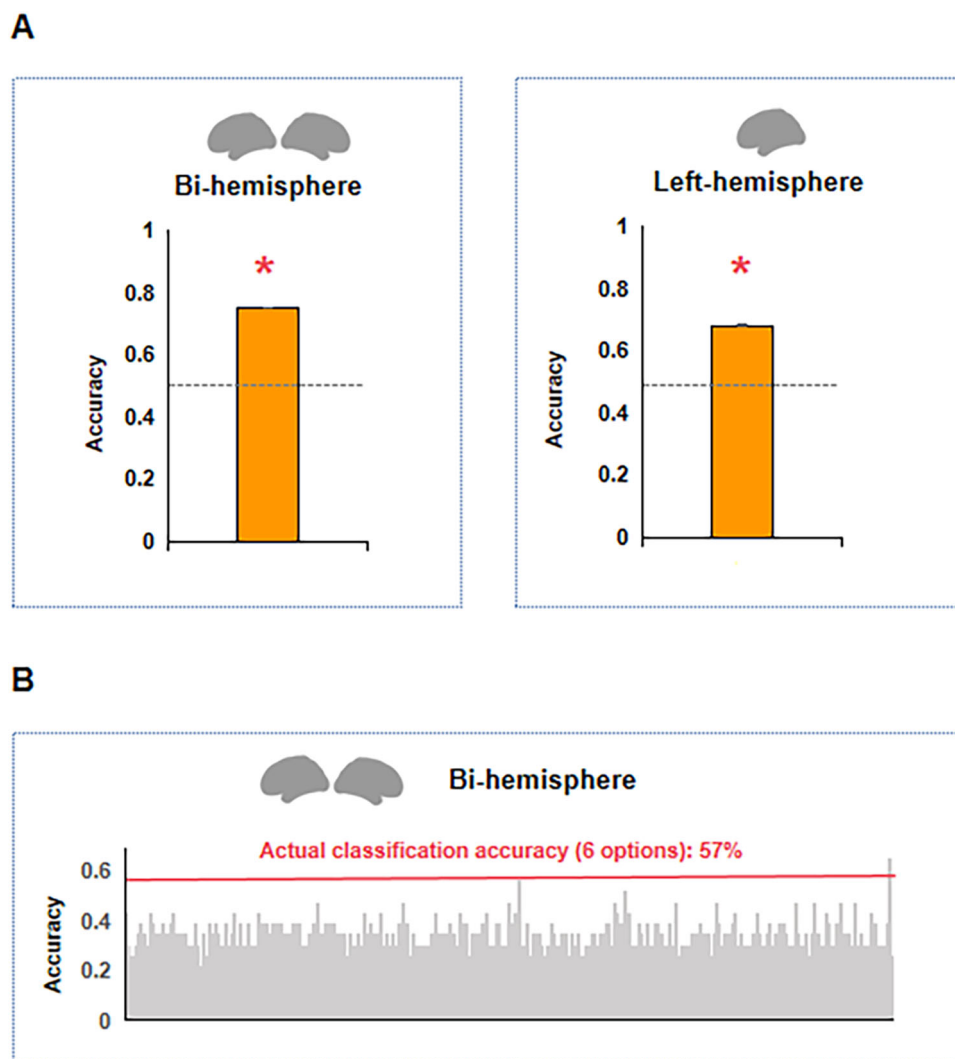 A
Bi-hemisphere
1
*
0.8
0.6
0.4
0.2
0
Accuracy
Left-hemisphere
1
*
0.8
0.6
0.4
0.2
0
Accuracy
B
Bi-hemisphere
Actual classification accuracy (6 options): 57%
0.6
0.4
0.2
0
Accuracy